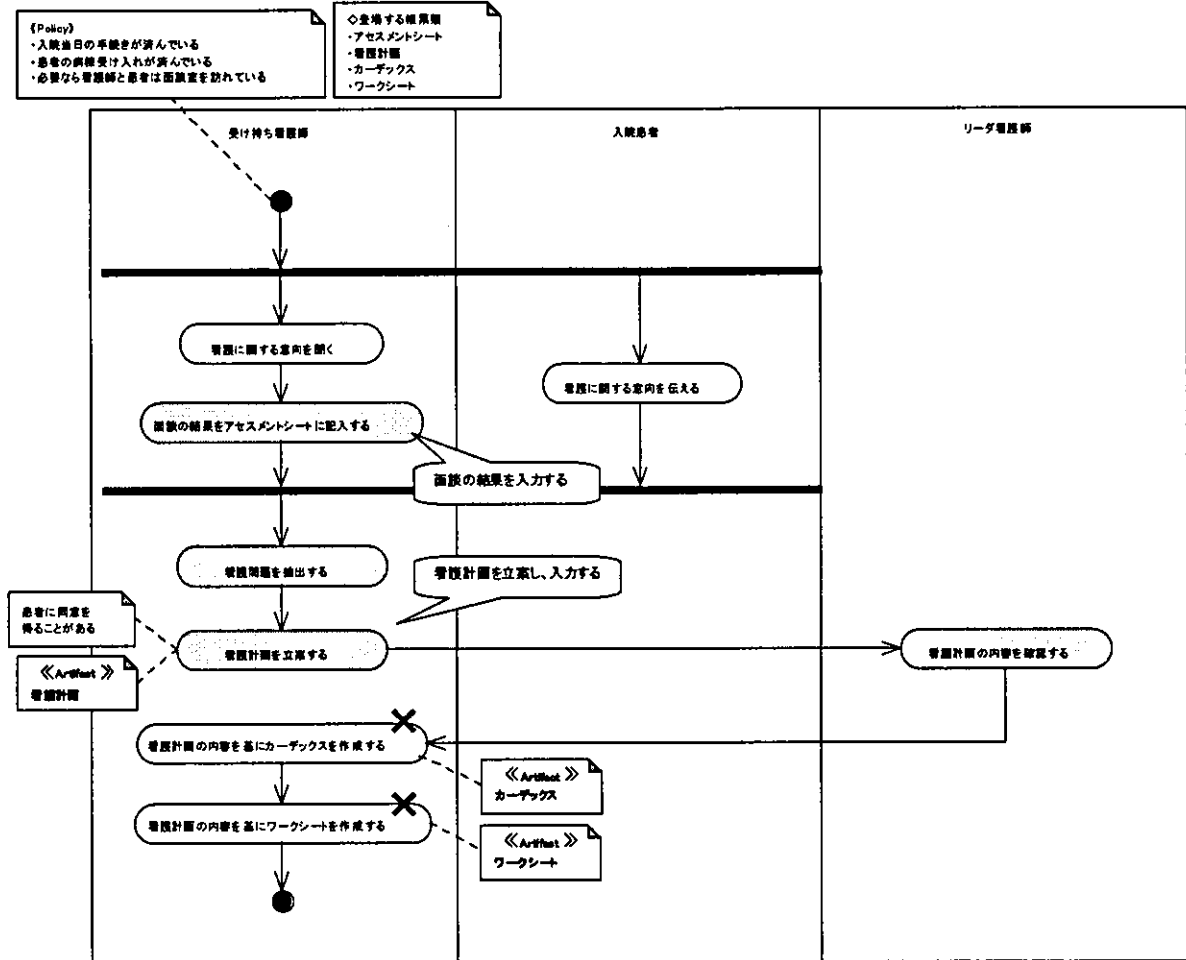 《Policy》
・入院当日の手続きが済んでいる
・患者の病棟受け入れが済んでいる
・必要なら看護師と患者は面談室を訪れている
◇登場する帳票類
・アセスメントシート
・看護計画
・カーデックス
・ワークシート
受け持ち看護師
入院患者
リーダ看護師
看護に関する意向を聞く
看護に関する意向を伝える
面談の結果をアセスメントシートに記入する
面談の結果を入力する
看護問題を抽出する
看護計画を立案し、入力する
患者に同意を
得ることがある
看護計画を立案する
看護計画の内容を確認する
《Artifact》
看護計画
看護計画の内容を基にカーデックスを作成する
《Artifact》
カーデックス
看護計画の内容を基にワークシートを作成する
《Artifact》
ワークシート